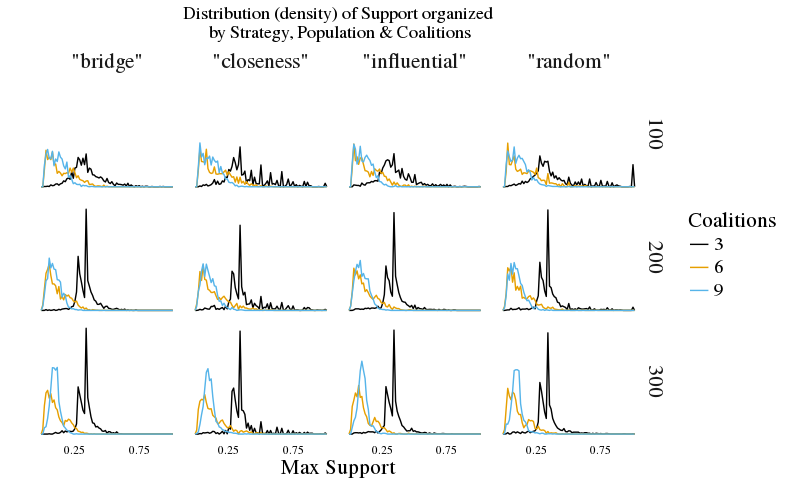 Distribution (density) of Support organized
by Strategy, Population & Coalitions
"bridge" "closeness" "influential" "random"
100
200
300
Coalitions
3
6
9
0.25 0.75 0.25 0.75 0.25 0.75 0.25 0.75
Max Support